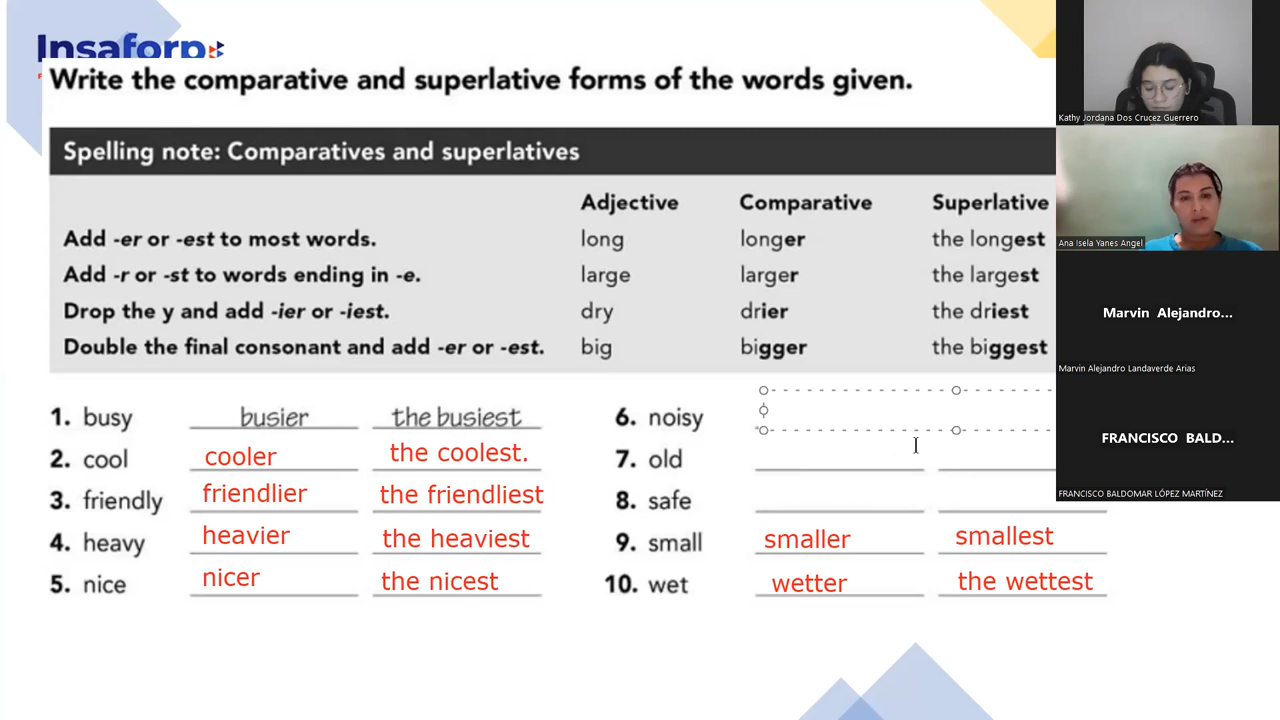 Insaforp
Write the comparative and superlative forms of the words given.
Spelling note: Comparatives and superlatives
Adjective Comparative Superlative
Add -er or -est to most words. long longer the longest
Add -r or -st to words ending in -e. large larger the largest
Drop the y and add -ier or -iest. dry drier the driest
Double the final consonant and add -er or -est. big bigger the biggest
1. busy busier the busiest
2. cool cooler the coolest.
3. friendly friendlier the friendliest
4. heavy heavier the heaviest
5. nice nicer the nicest
6. noisy
7. old
8. safe
9. small smaller smallest
10. wet wetter the wettest
Kathy Jordana Dos Crucez Guerrero
Ana Isela Yanes Angel
Marvin Alejandro...
Marvin Alejandro Landaverde Arias
FRANCISCO BALD...
FRANCISCO BALDOMAR LÓPEZ MARTÍNEZ